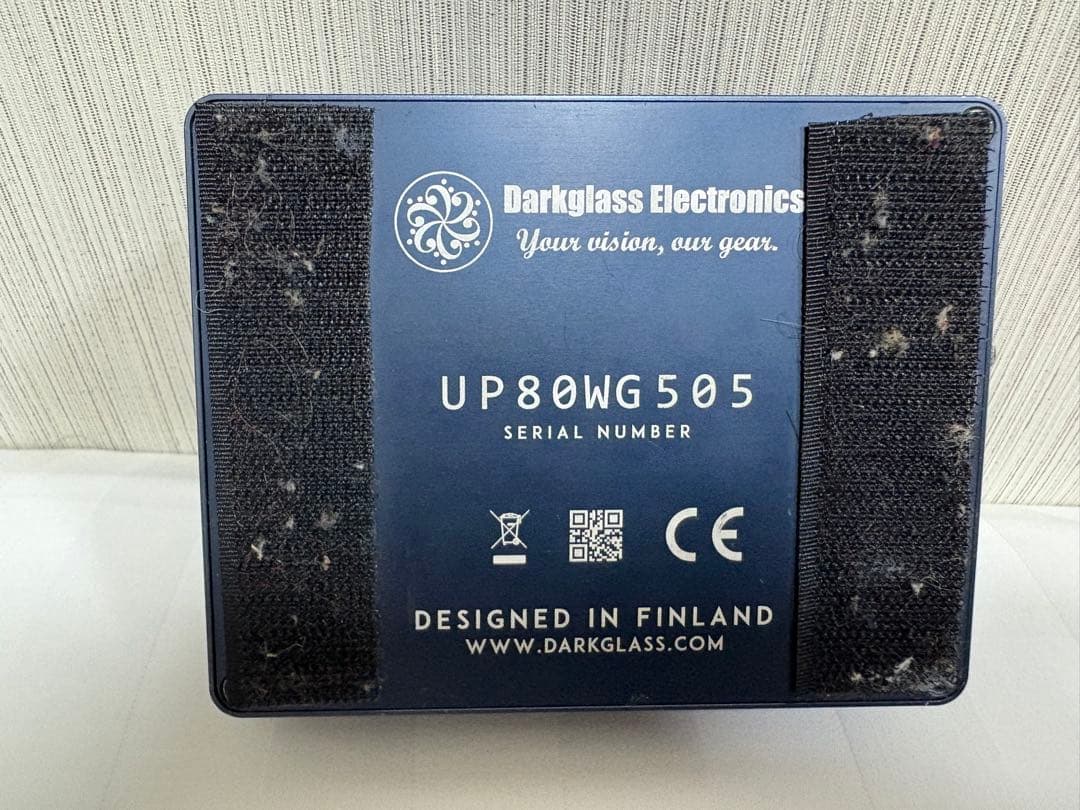 Darkglass Electronics
Your vision, our gear.
UP80WG505
SERIAL NUMBER
CE
DESIGNED IN FINLAND
WWW.DARKGLASS.COM